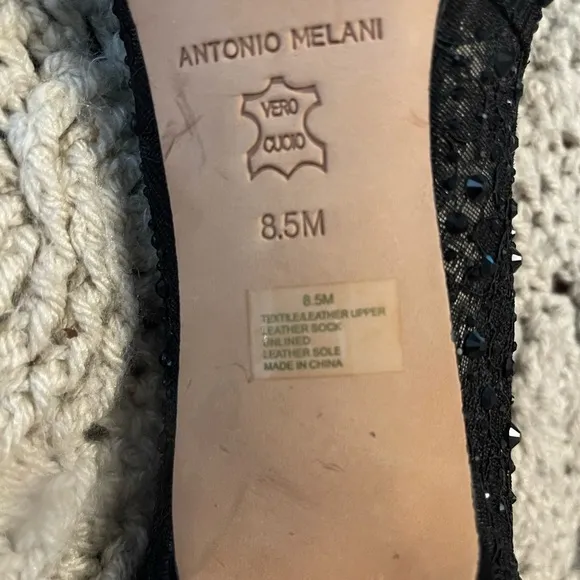 ANTONIO MELANI
VERO
CUOIO
8.5M
8.5M
TEXTILE/LEATHER UPPER
LEATHER SOCK
UNLINED
LEATHER SOLE
MADE IN CHINA